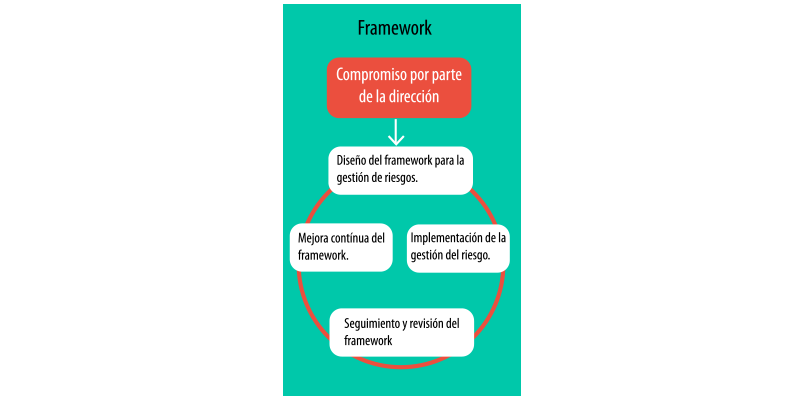 Framework
Compromiso por parte
de la dirección
Diseño del framework para la
gestión de riesgos.
Mejora contínua del
framework.
Implementación de la
gestión del riesgo.
Seguimiento y revisión del
framework